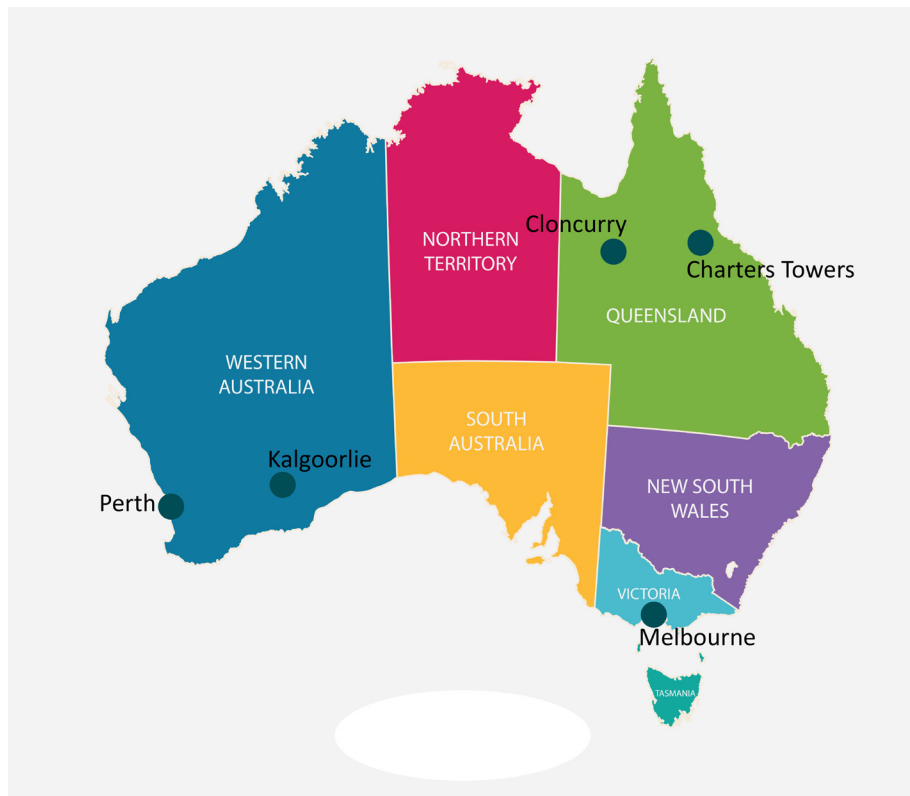 Cloncurry
NORTHERN
TERRITORY
Charters Towers
QUEENSLAND
WESTERN
AUSTRALIA
SOUTH
AUSTRALIA
Kalgoorlie
NEW SOUTH
WALES
Perth
VICTORIA
Melbourne
TASMANIA